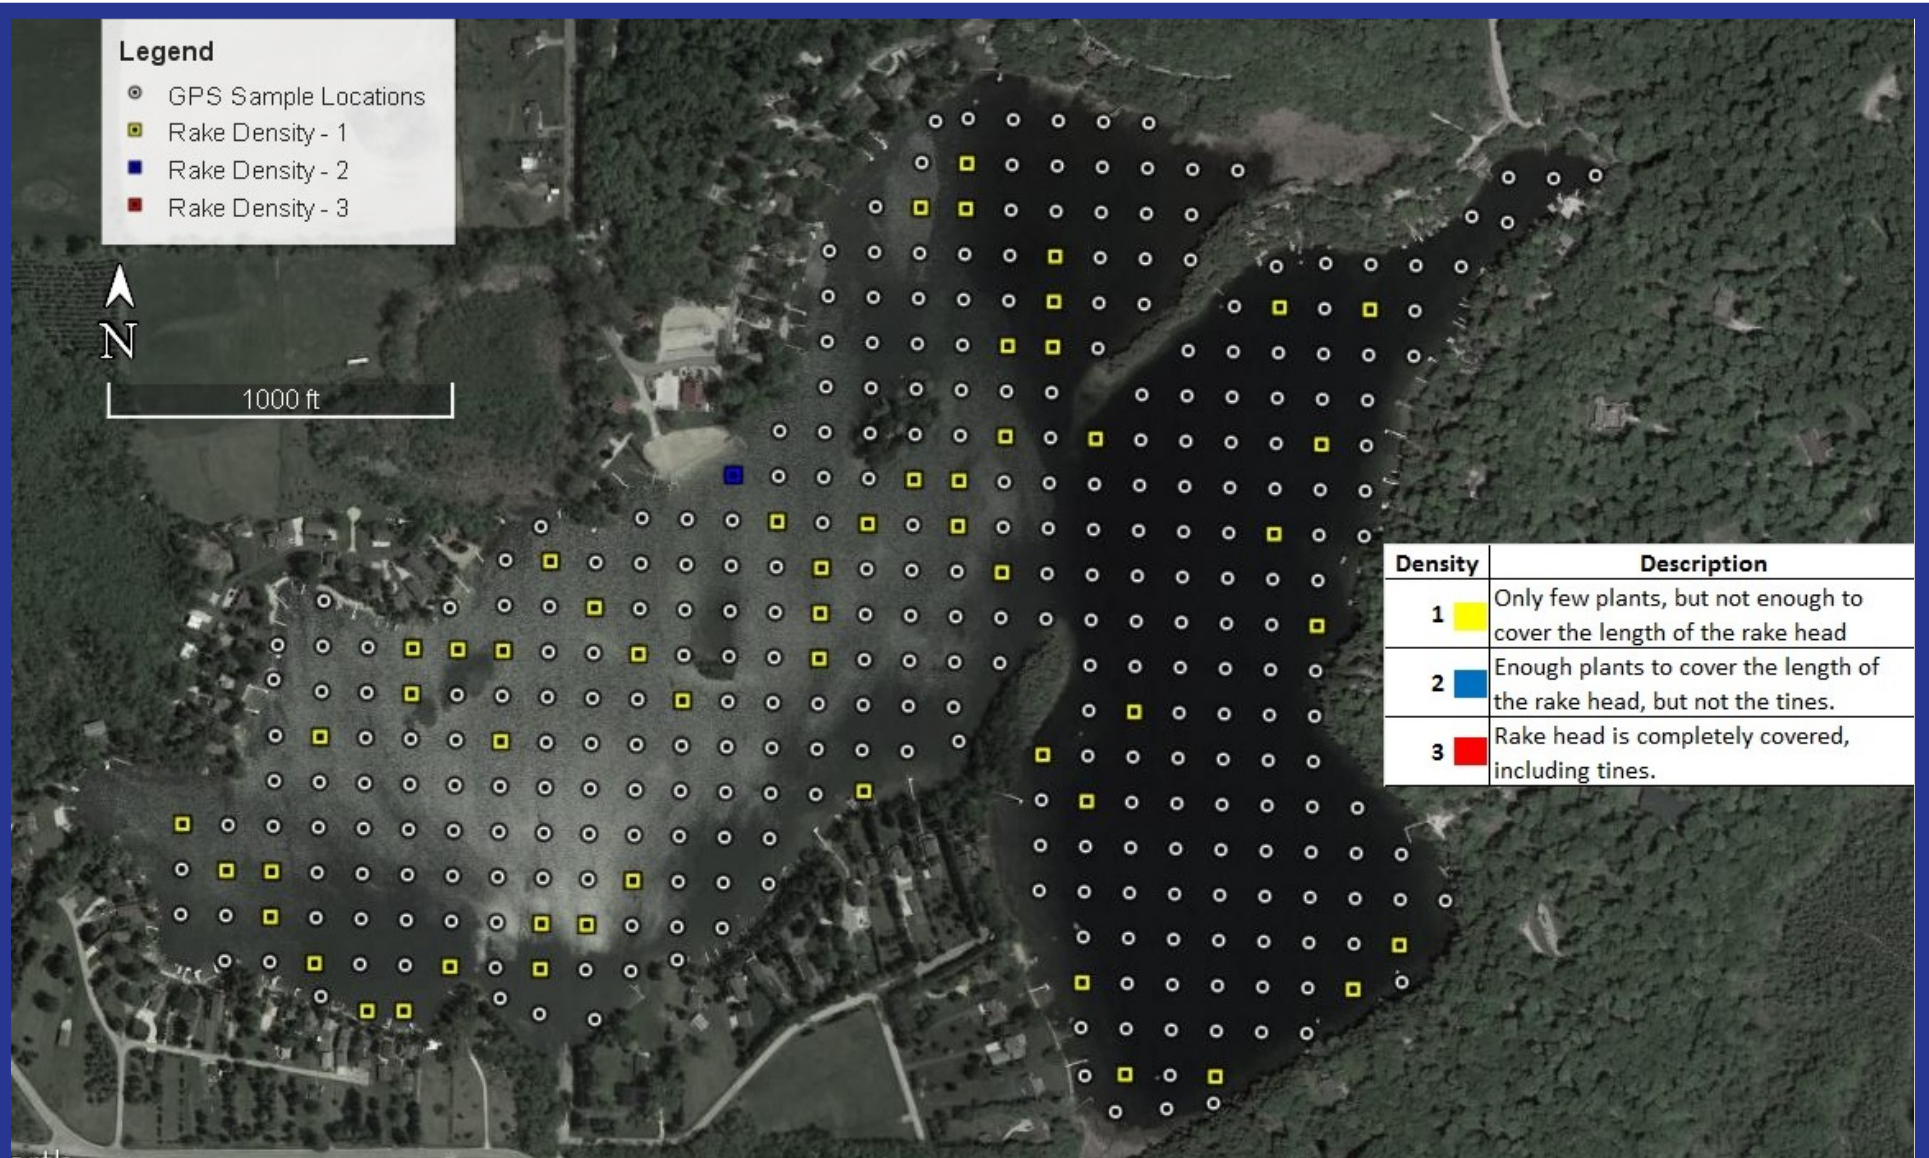 Legend
GPS Sample Locations
Rake Density - 1
Rake Density - 2
Rake Density - 3
N
1000 ft
Density Description
1 Only few plants, but not enough to
cover the length of the rake head
2 Enough plants to cover the length of
the rake head, but not the tines.
3 Rake head is completely covered,
including tines.